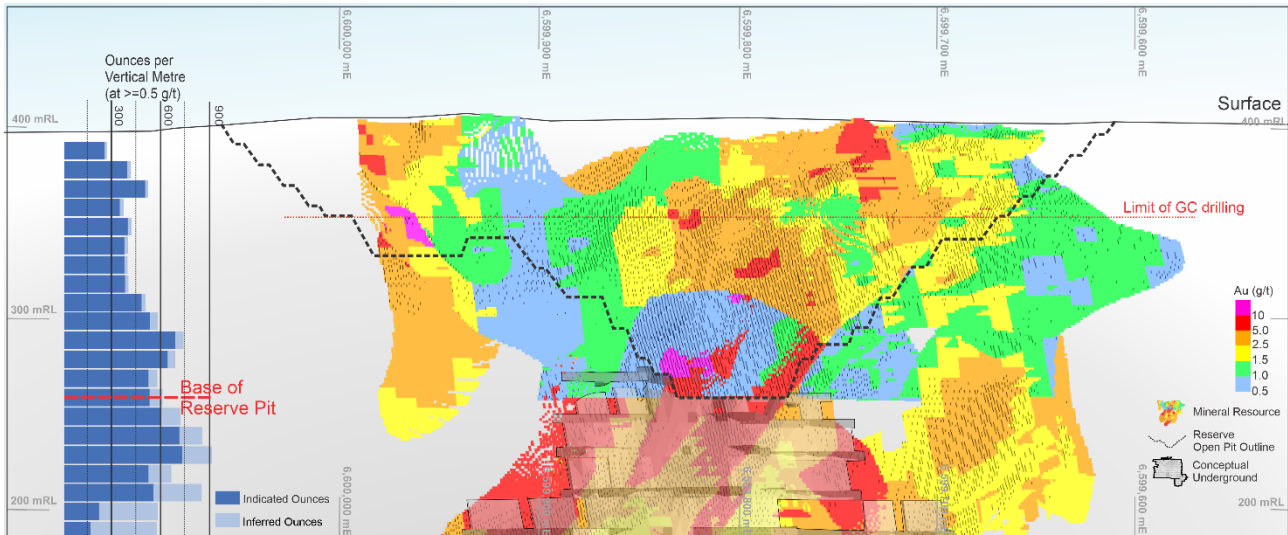 Ounces per
Vertical Metre
(at >=0.5 g/t)
300
600
900
6,600,000 mE
6,599,900 mE
6,599,800 mE
6,599,700 mE
6,599,600 mE
Surface
400 mRL
400 mRL
Limit of GC drilling
300 mRL
Au (g/t)
10
5.0
2.5
1.5
1.0
0.5
Base of
Reserve Pit
Mineral Resource
Reserve
Open Pit Outline
Conceptual
Underground
200 mRL
200 mRL
6,600,000 mE
6,599,800 mE
6,599,600 mE
Indicated Ounces
Inferred Ounces